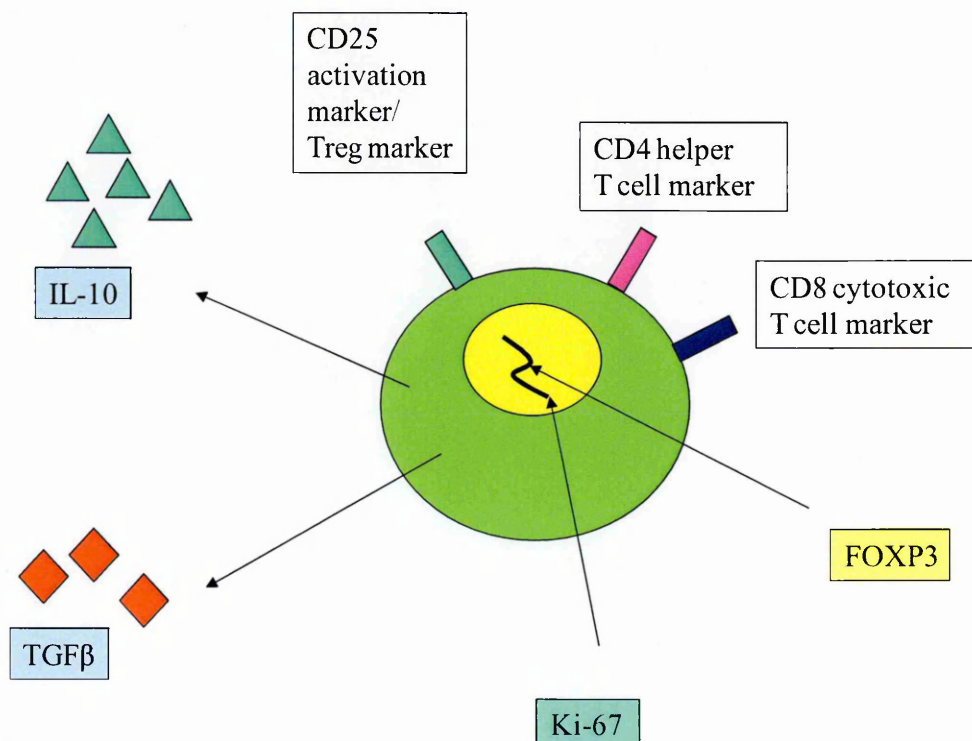 CD25
activation
marker/
Treg marker
CD4 helper
T cell marker
CD8 cytotoxic
T cell marker
IL-10
FOXP3
TGFβ
Ki-67